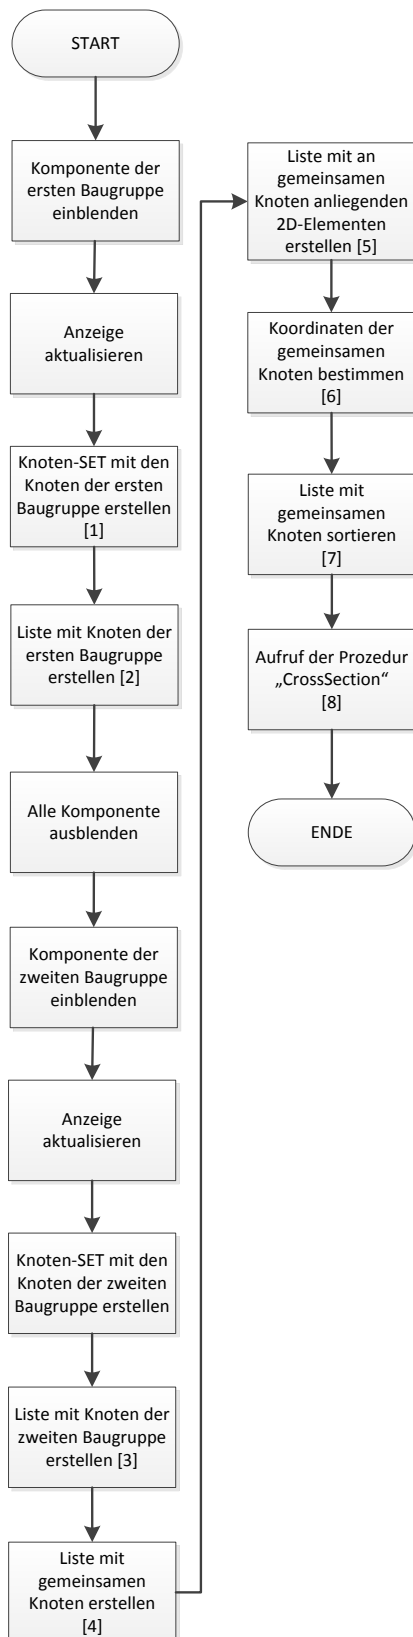 START
Komponente der
ersten Baugruppe
einblenden
Anzeige
aktualisieren
Knoten-SET mit den
Knoten der ersten
Baugruppe erstellen
[1]
Liste mit Knoten der
ersten Baugruppe
erstellen [2]
Alle Komponente
ausblenden
Komponente der
zweiten Baugruppe
einblenden
Anzeige
aktualisieren
Knoten-SET mit den
Knoten der zweiten
Baugruppe erstellen
Liste mit Knoten der
zweiten Baugruppe
erstellen [3]
Liste mit
gemeinsamen
Knoten erstellen
[4]
Liste mit an
gemeinsamen
Knoten anliegenden
2D-Elementen
erstellen [5]
Koordinaten der
gemeinsamen
Knoten bestimmen
[6]
Liste mit
gemeinsamen
Knoten sortieren
[7]
Aufruf der Prozedur
„CrossSection“
[8]
ENDE